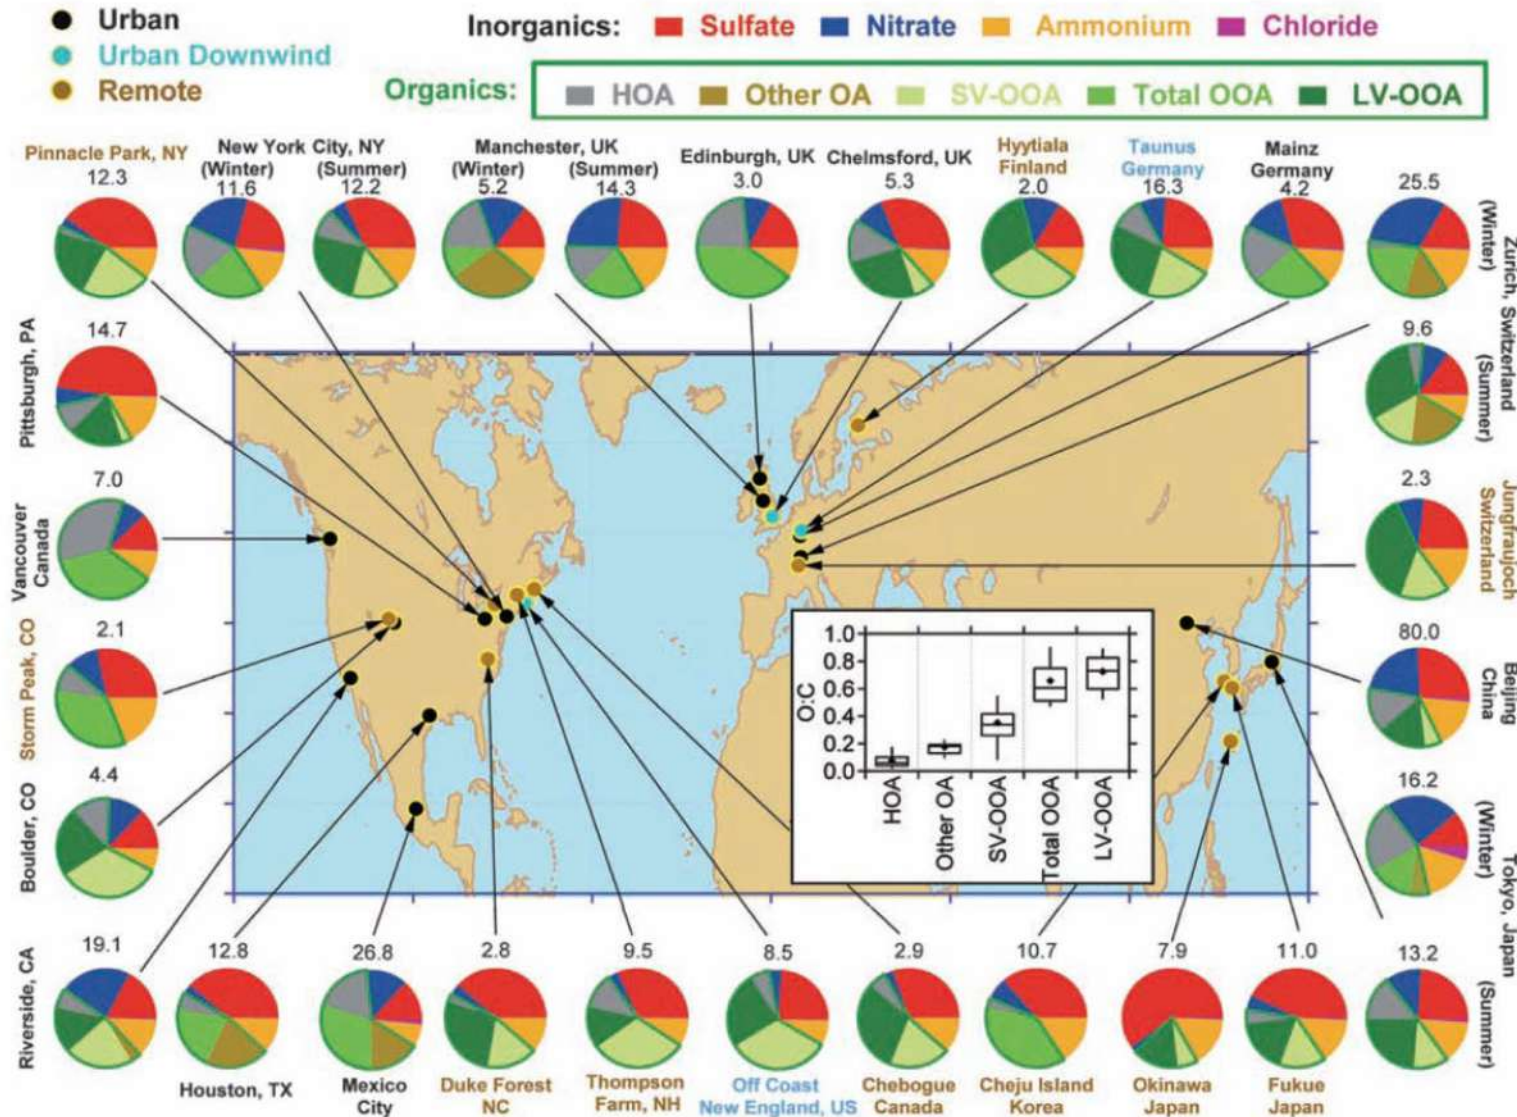 Urban
Urban Downwind
Remote
Inorganics: Sulfate Nitrate Ammonium Chloride
Organics: HOA Other OA SV-OOA Total OOA LV-OOA
Pinnacle Park, NY
12.3
New York City, NY
(Winter) (Summer)
11.6 12.2
Manchester, UK
(Winter) (Summer)
5.2 14.3
Edinburgh, UK
3.0
Chelmsford, UK
5.3
Hyytiala
Finland
2.0
Taunus
Germany
16.3
Mainz
Germany
4.2
25.5
(Winter)
Zurich, Switzerland
9.6
(Summer)
Pittsburgh, PA
14.7
Vancouver
Canada
7.0
Storm Peak, CO
2.1
Boulder, CO
4.4
Riverside, CA
19.1
Jungfraujoch
Switzerland
2.3
80.0
Beijing
China
16.2
(Winter)
Tokyo, Japan
13.2
(Summer)
O:C
1.0
0.8
0.6
0.4
0.2
0.0
HOA
Other OA
SV-OOA
Total OOA
LV-OOA
12.8
Houston, TX
26.8
Mexico
City
2.8
Duke Forest
NC
9.5
Thompson
Farm, NH
8.5
Off Coast
New England, US
2.9
Chebogue
Canada
10.7
Cheju Island
Korea
7.9
Okinawa
Japan
11.0
Fukue
Japan